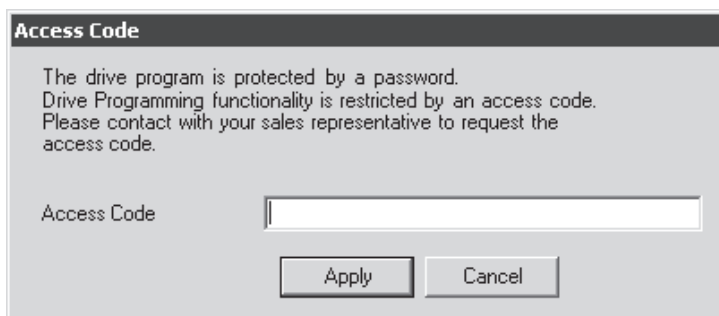 Access Code
The drive program is protected by a password.
Drive Programming functionality is restricted by an access code.
Please contact with your sales representative to request the
access code.
Access Code
Apply Cancel